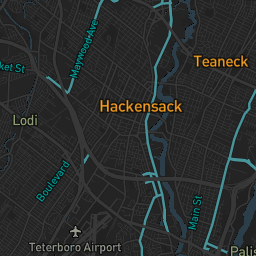 Maywood Ave
Teaneck
ket St
Hackensack
Lodi
Boulevard
Main St
Teterboro Airport
Palis